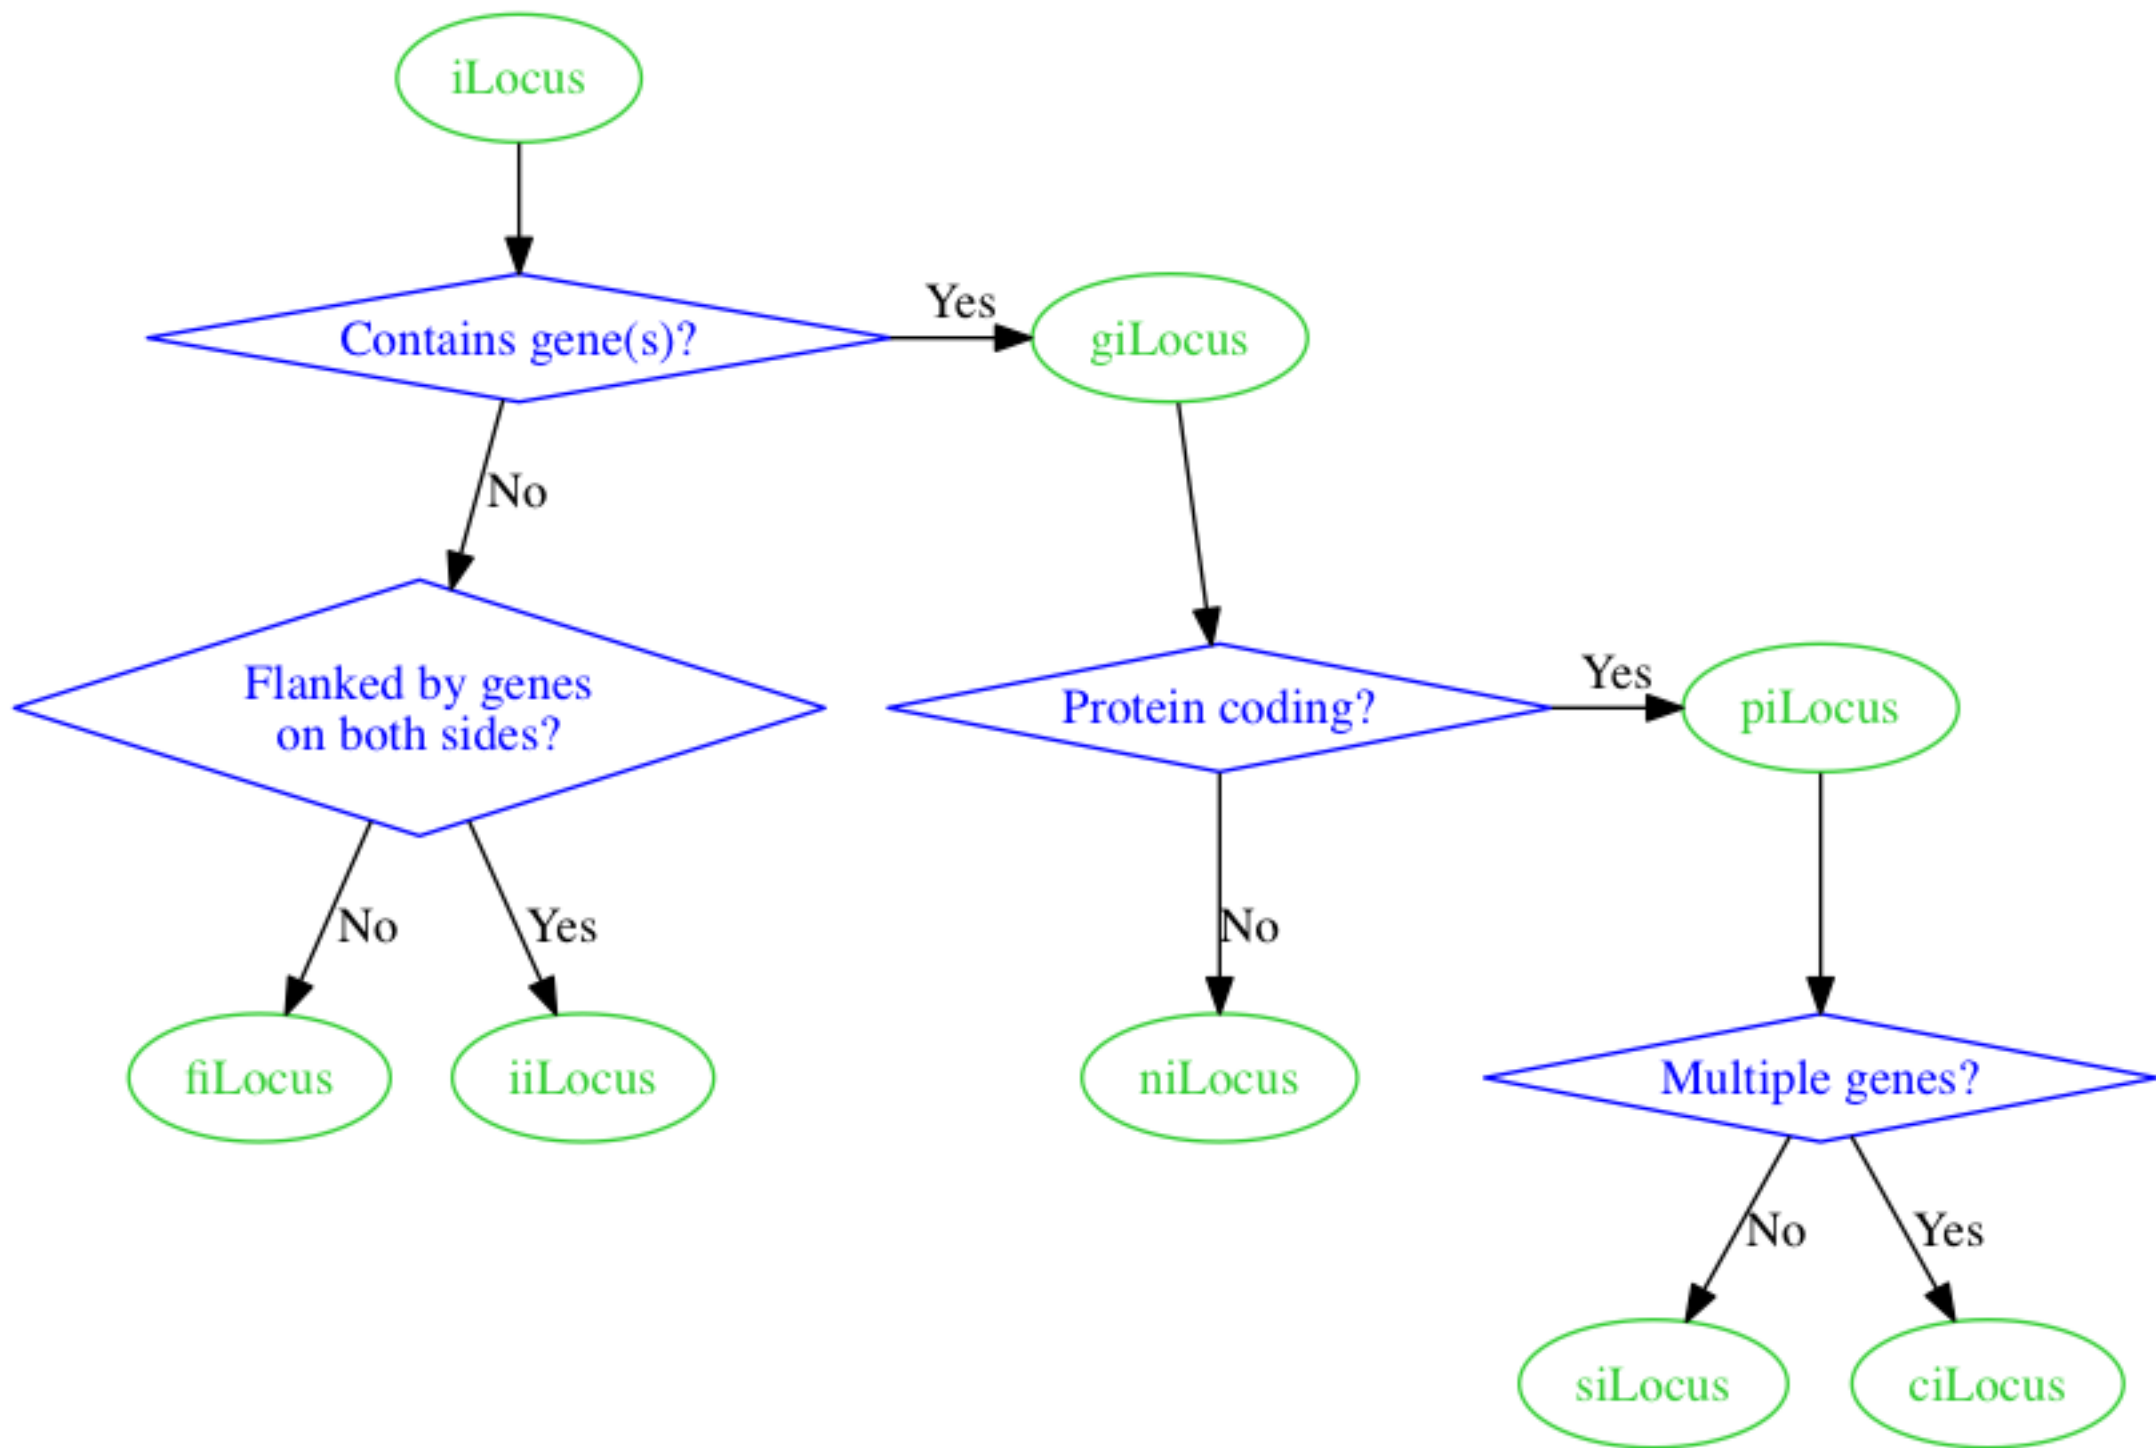 iLocus
Contains gene(s)?
Yes
giLocus
No
Flanked by genes
on both sides?
Protein coding?
Yes
piLocus
No
Yes
No
fiLocus
iiLocus
niLocus
Multiple genes?
No
Yes
siLocus
ciLocus